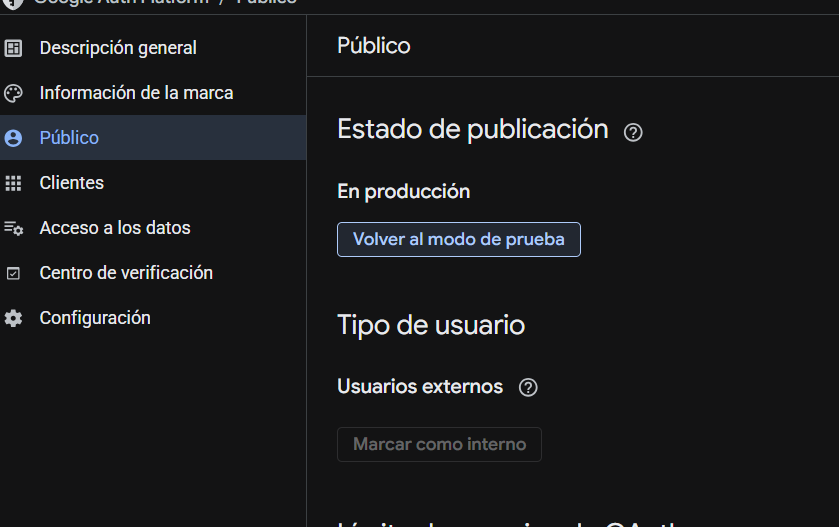 Google Auth Platform / Público
Descripción general
Información de la marca
Público
Clientes
Acceso a los datos
Centro de verificación
Configuración
Público
Estado de publicación
En producción
Volver al modo de prueba
Tipo de usuario
Usuarios externos
Marcar como interno